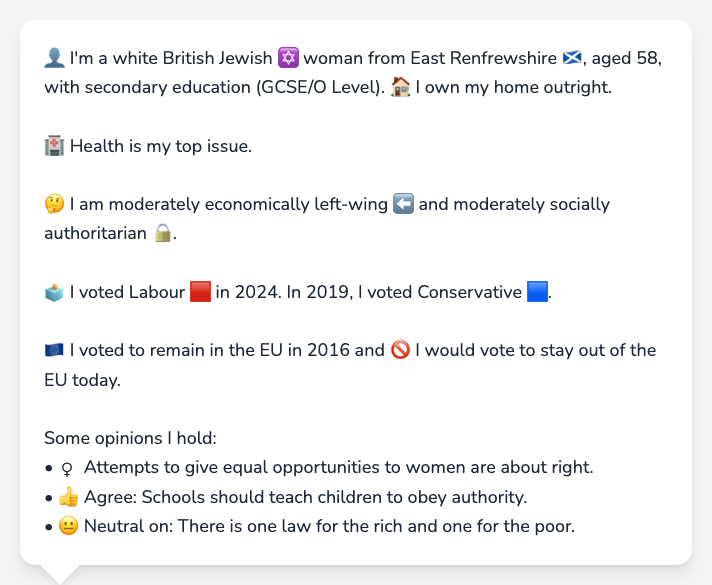 👤 I'm a white British Jewish ✡️ woman from East Renfrewshire 🏴󠁧󠁢󠁳󠁣󠁴󠁿, aged 58,
with secondary education (GCSE/O Level). 🏠 I own my home outright.
🏥 Health is my top issue.
🤔 I am moderately economically left-wing ⬅️ and moderately socially
authoritarian 🔒.
🗳️ I voted Labour 🟥 in 2024. In 2019, I voted Conservative 🟦.
🇪🇺 I voted to remain in the EU in 2016 and 🚫 I would vote to stay out of the
EU today.
Some opinions I hold:
• ♀ Attempts to give equal opportunities to women are about right.
• 👍 Agree: Schools should teach children to obey authority.
• 😐 Neutral on: There is one law for the rich and one for the poor.